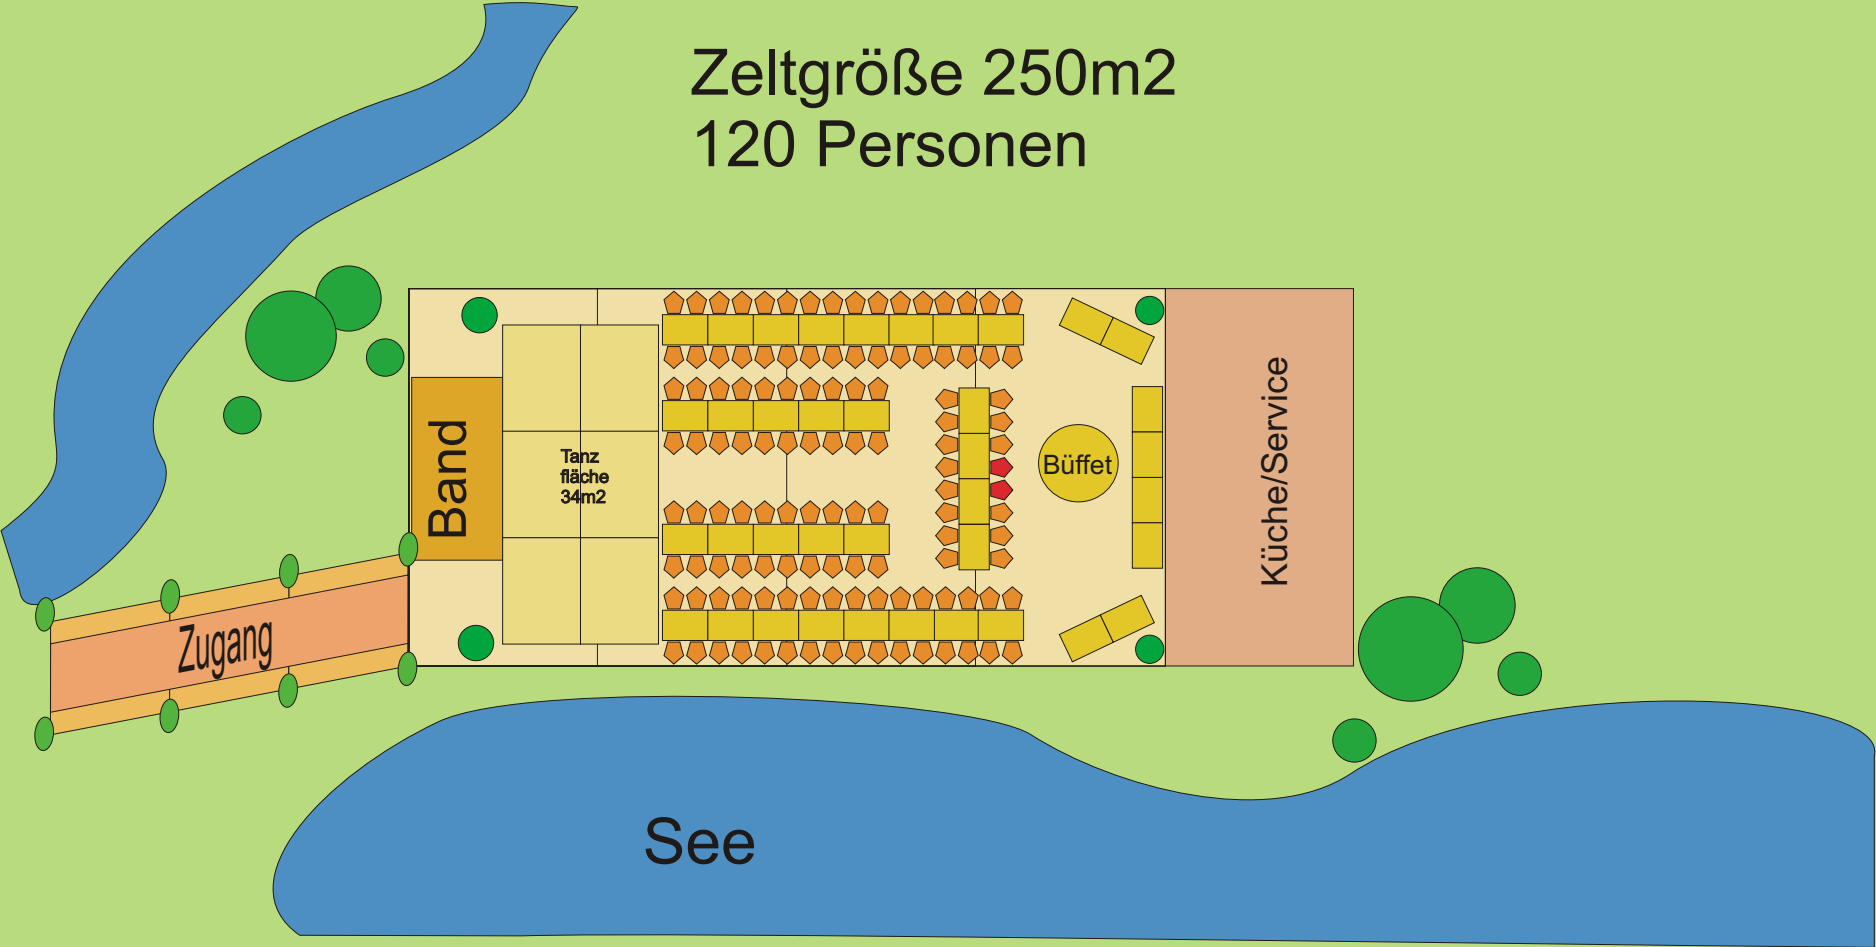 Zeltgröße 250m2
120 Personen
Band
Tanz
fläche
34m2
Büffet
Küche/Service
Zugang
See